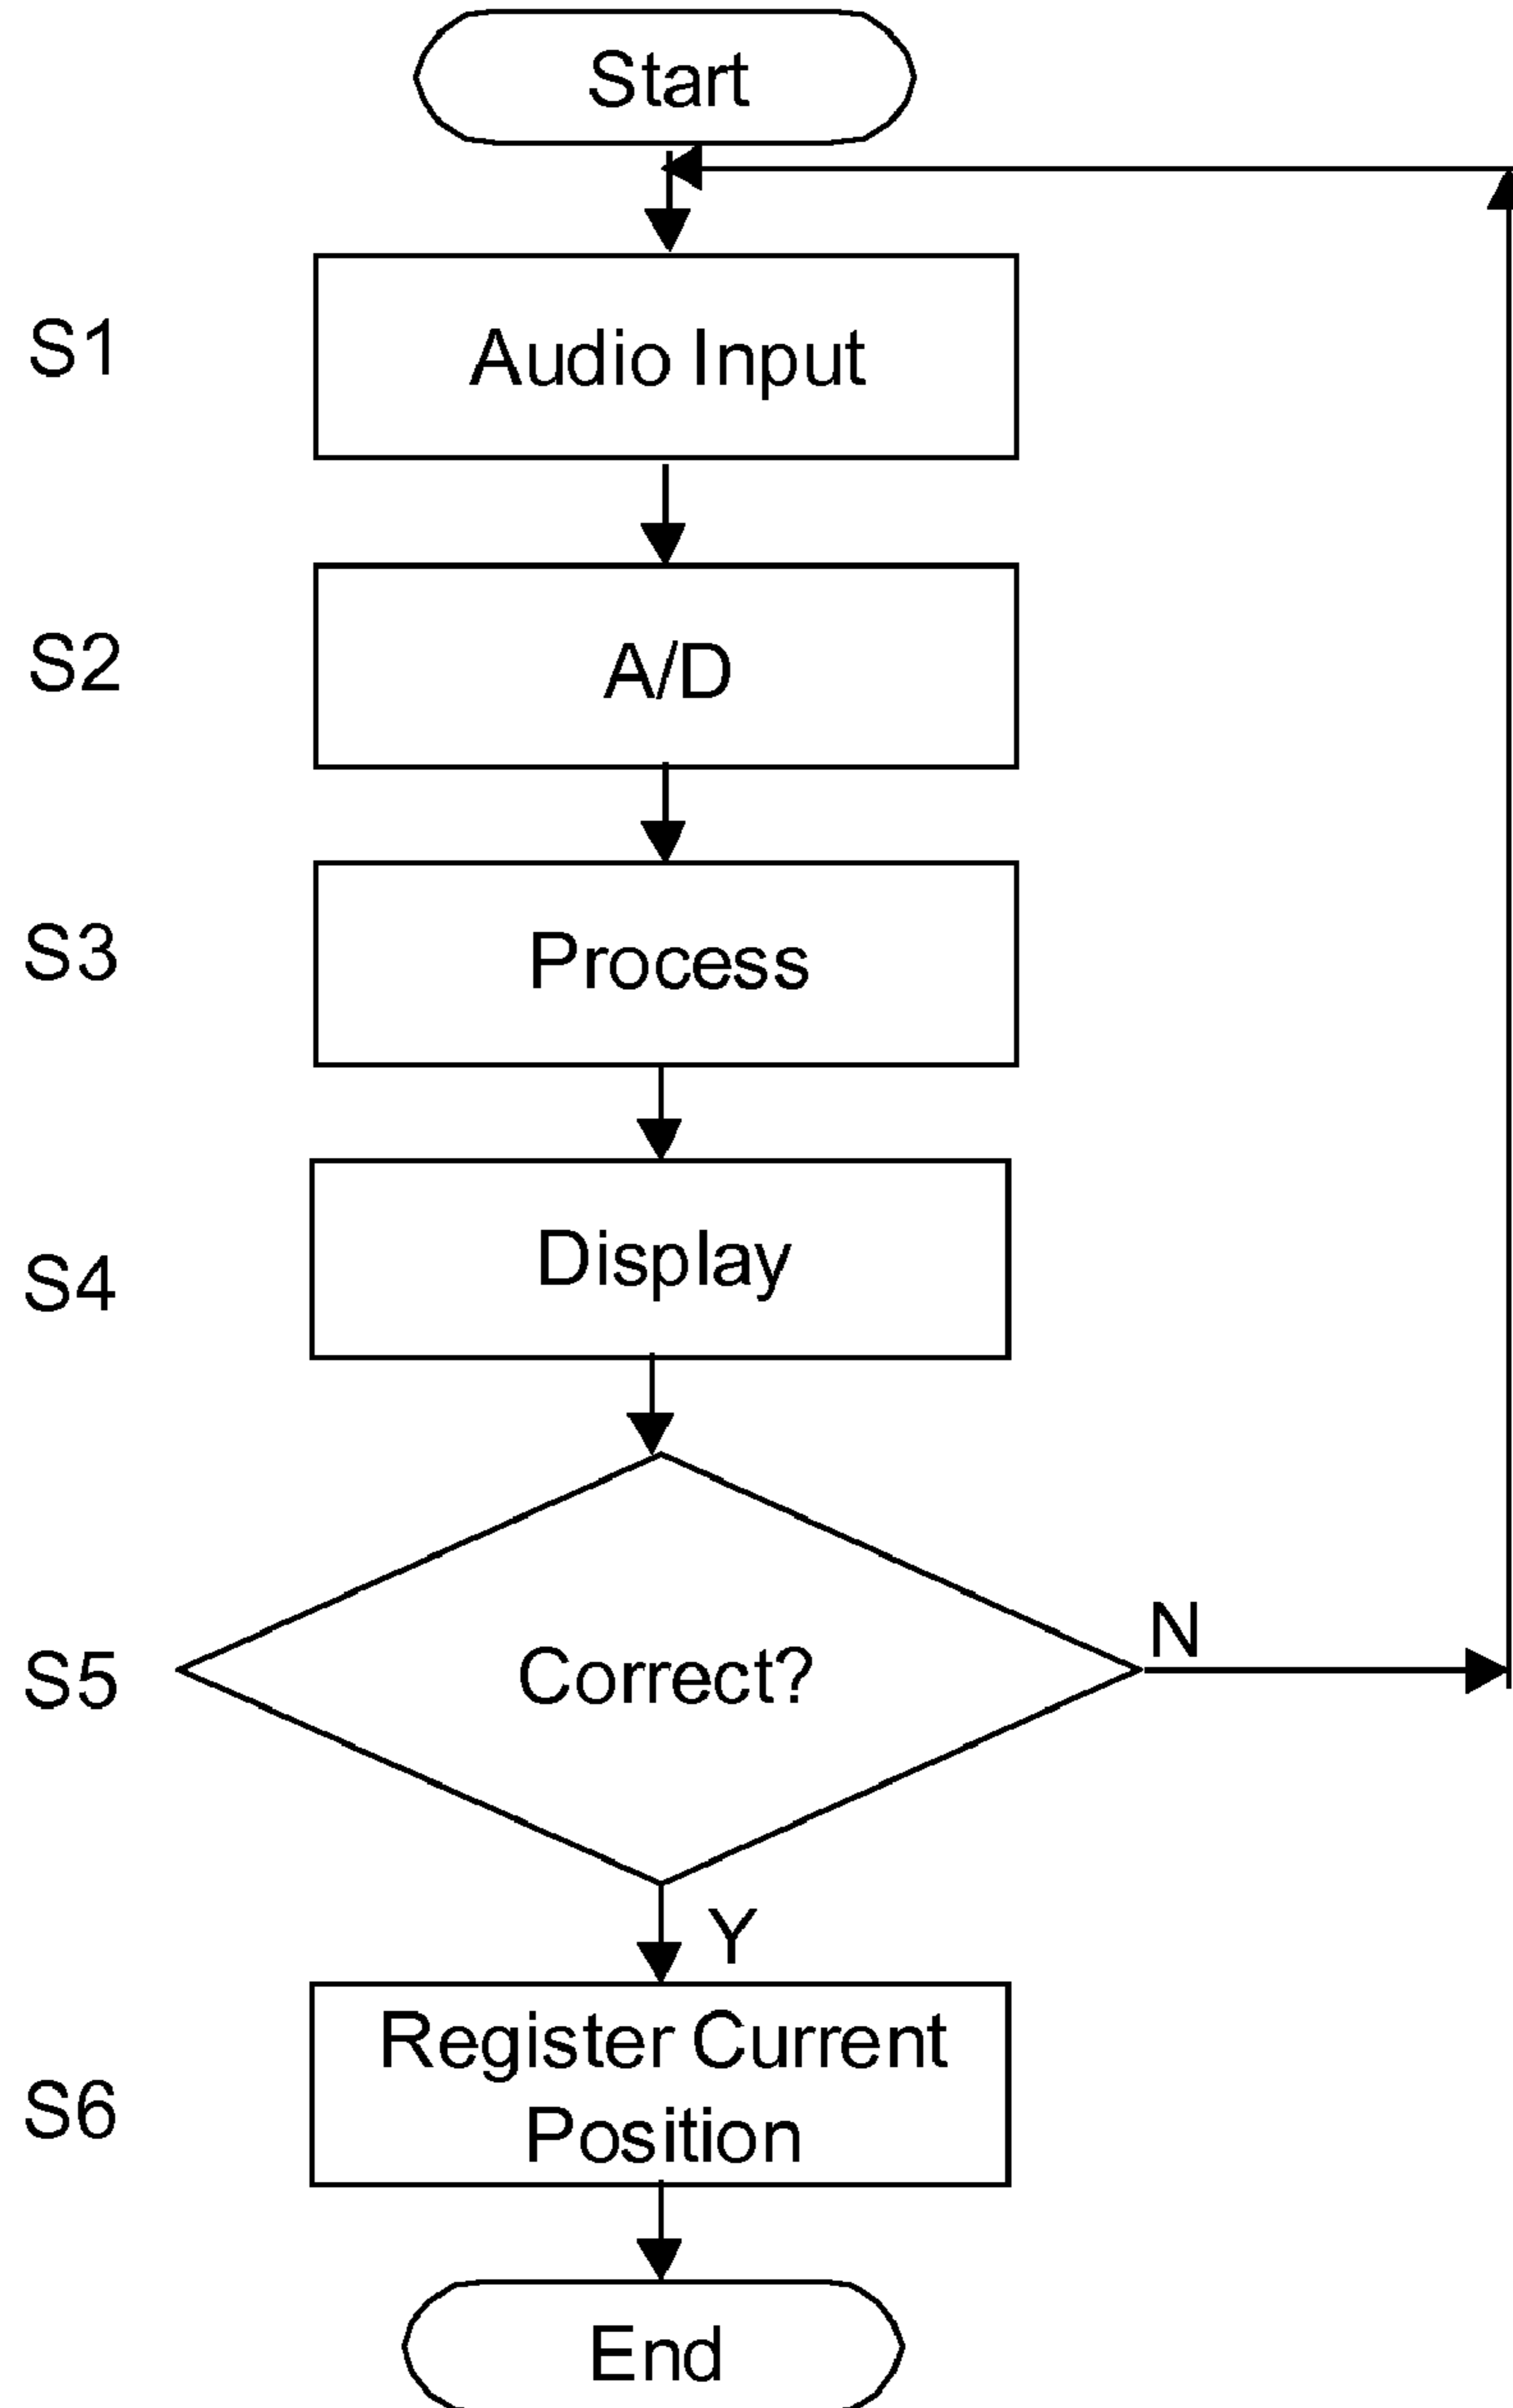 Start
S1
Audio Input
S2
A/D
S3
Process
S4
Display
S5
Correct?
N
Y
S6
Register Current
Position
End